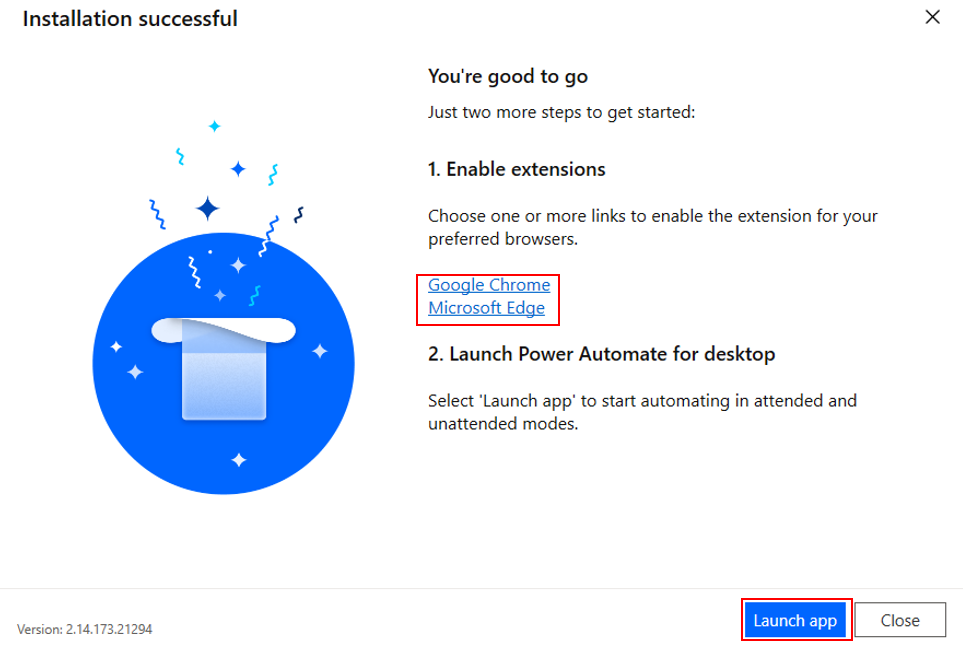 Installation successful
You're good to go
Just two more steps to get started:
1. Enable extensions
Choose one or more links to enable the extension for your
preferred browsers.
Google Chrome
Microsoft Edge
2. Launch Power Automate for desktop
Select 'Launch app' to start automating in attended and
unattended modes.
Version: 2.14.173.21294
Launch app
Close